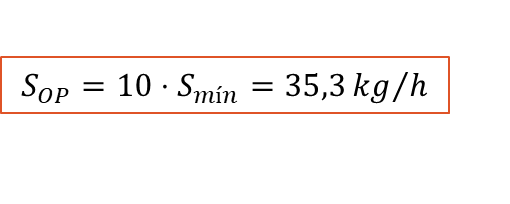 S_OP = 10 · S_mín = 35,3 kg/h